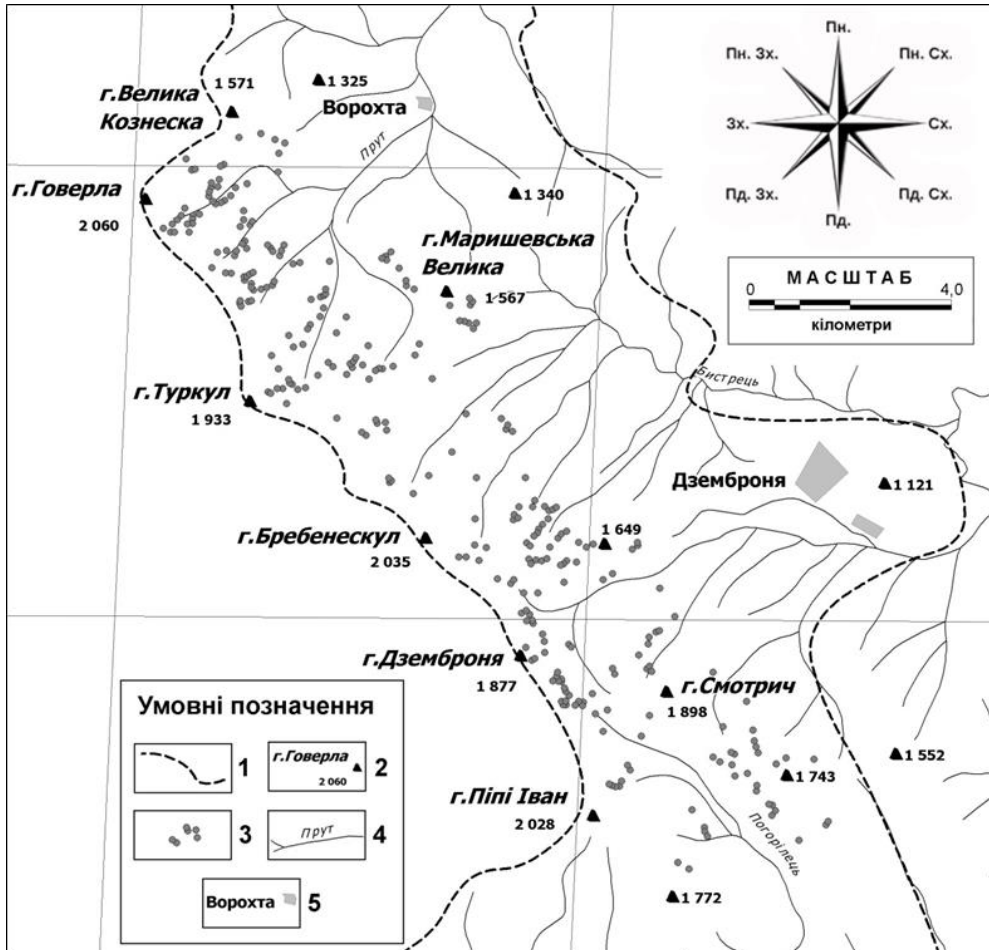 Пн.
Пн. Зх.
Пн. Сх.
Зх.
Сх.
Пд. Зх.
Пд. Сх.
Пд.
МАСШТАБ
0
4,0
кілометри
1 571
1 325
г.Велика
Кознеска
Ворохта
Прут
г.Говерла
2 060
1 340
г.Маришевська
Велика
1 567
г.Туркул
1 933
Бистрець
Дземброня
1 121
г.Бребенескул
2 035
1 649
г.Дземброня
1 877
г.Смотрич
1 898
1 552
1 743
г.Піпі Іван
2 028
Погорілець
1 772
Умовні позначення
1
г.Говерла
2 060
2
3
Прут
4
Ворохта
5